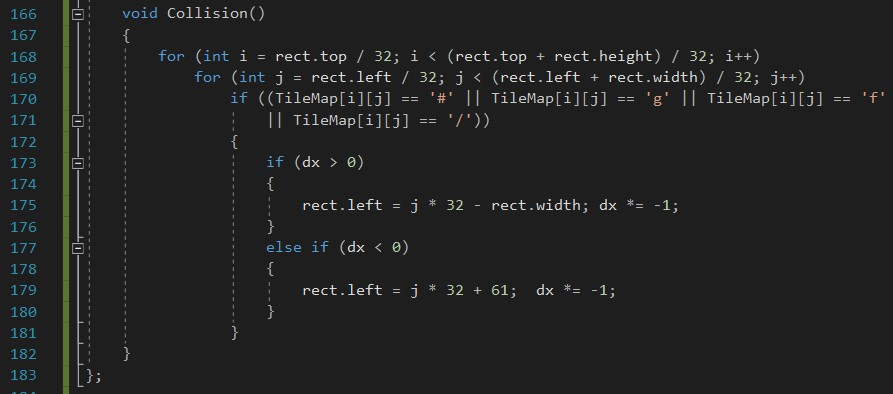 166 void Collision()
167 {
168 for (int i = rect.top / 32; i < (rect.top + rect.height) / 32; i++)
169 for (int j = rect.left / 32; j < (rect.left + rect.width) / 32; j++)
170 if ((TileMap[i][j] == '#' || TileMap[i][j] == 'g' || TileMap[i][j] == 'f'
171 || TileMap[i][j] == '/'))
172 {
173 if (dx > 0)
174 {
175 rect.left = j * 32 - rect.width; dx *= -1;
176 }
177 else if (dx < 0)
178 {
179 rect.left = j * 32 + 61;  dx *= -1;
180 }
181 }
182 }
183 };